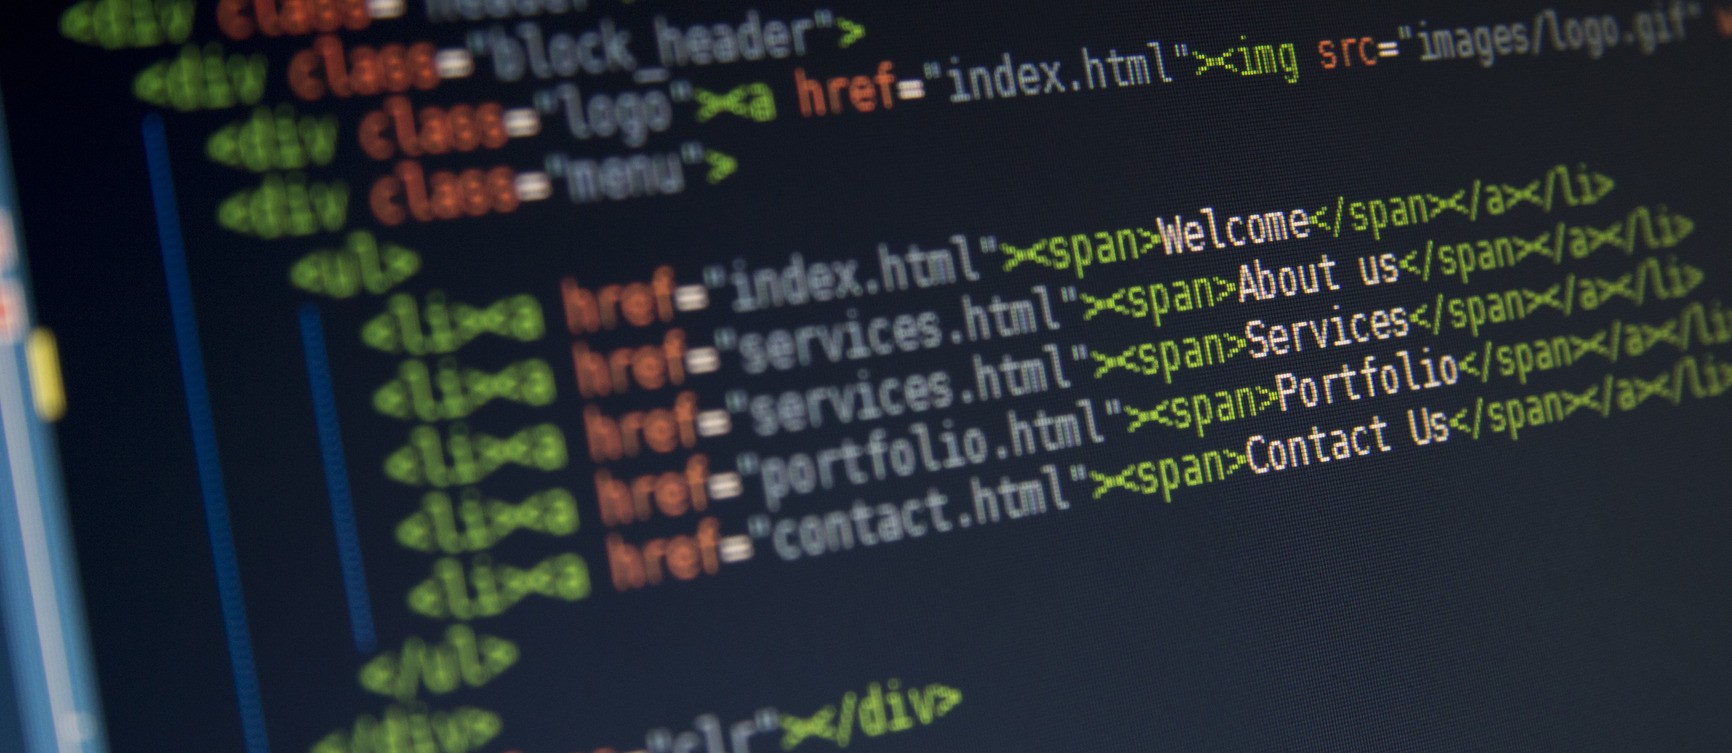 <div class="header
<div class="block_header">
<div class="logo"><a href="index.html"><img src="images/logo.gif"
<div class="menu">
<ul>
<li><a href="index.html"><span>Welcome</span></a></li>
<li><a href="services.html"><span>About us</span></a></li>
<li><a href="services.html"><span>Services</span></a></li>
<li><a href="portfolio.html"><span>Portfolio</span></a></li>
<li><a href="contact.html"><span>Contact Us</span></a></li>
</ul>
</div>
"clr"></div>